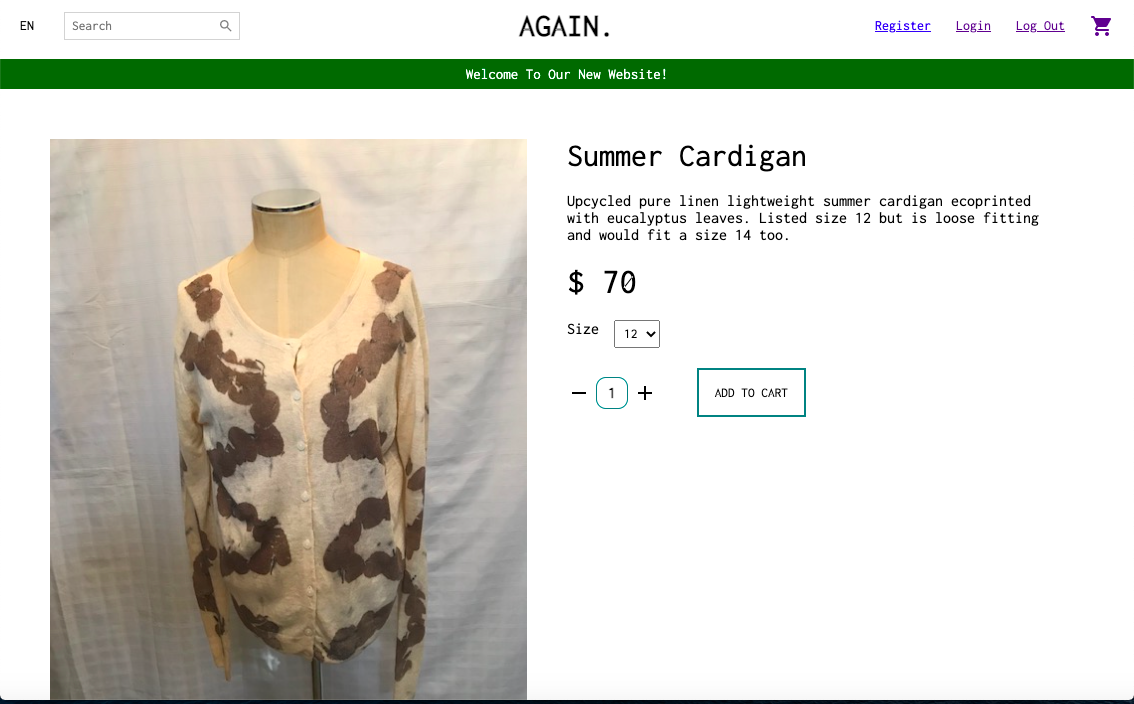 EN
Search
AGAIN.
Register
Login
Log Out
Welcome To Our New Website!
Summer Cardigan
Upcycled pure linen lightweight summer cardigan ecoprinted
with eucalyptus leaves. Listed size 12 but is loose fitting
and would fit a size 14 too.
$ 70
Size
12
1
ADD TO CART